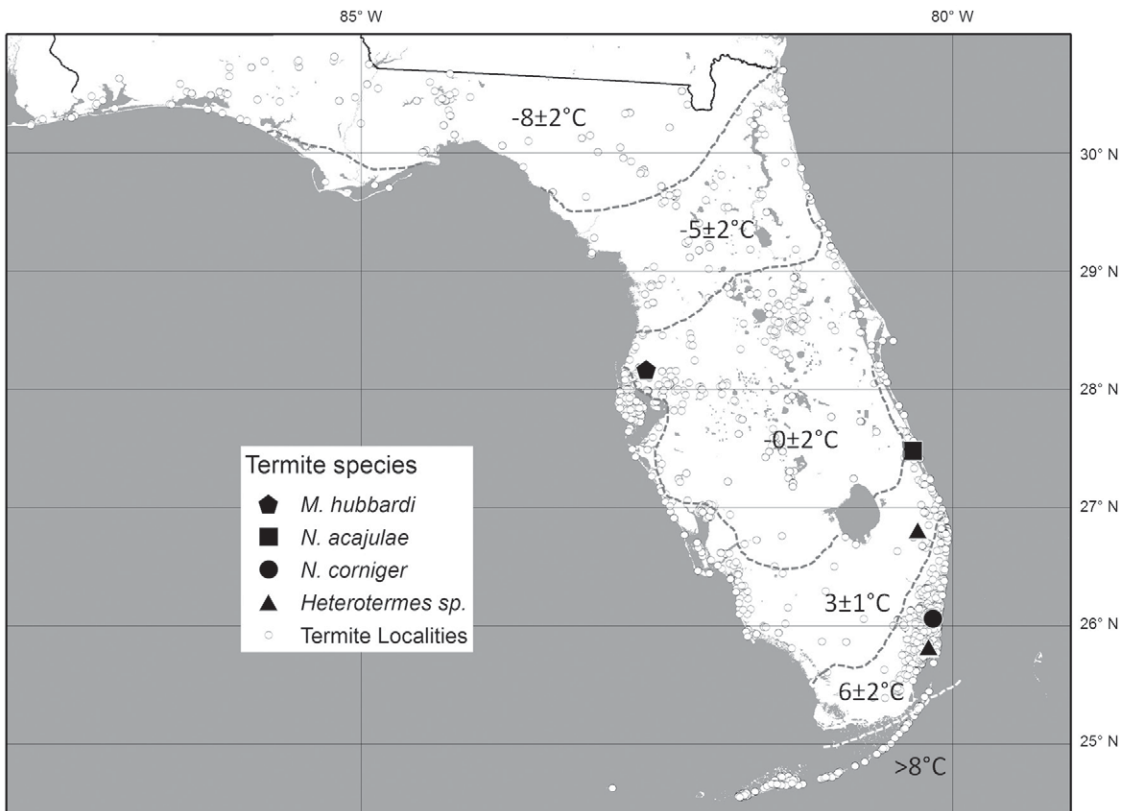 85° W
80° W
-8±2°C
30° N
-5±2°C
29° N
28° N
-0±2°C
Termite species
M. hubbardi
N. acajulae
N. corniger
Heterotermes sp.
Termite Localities
27° N
3±1°C
26° N
6±2°C
25° N
>8°C